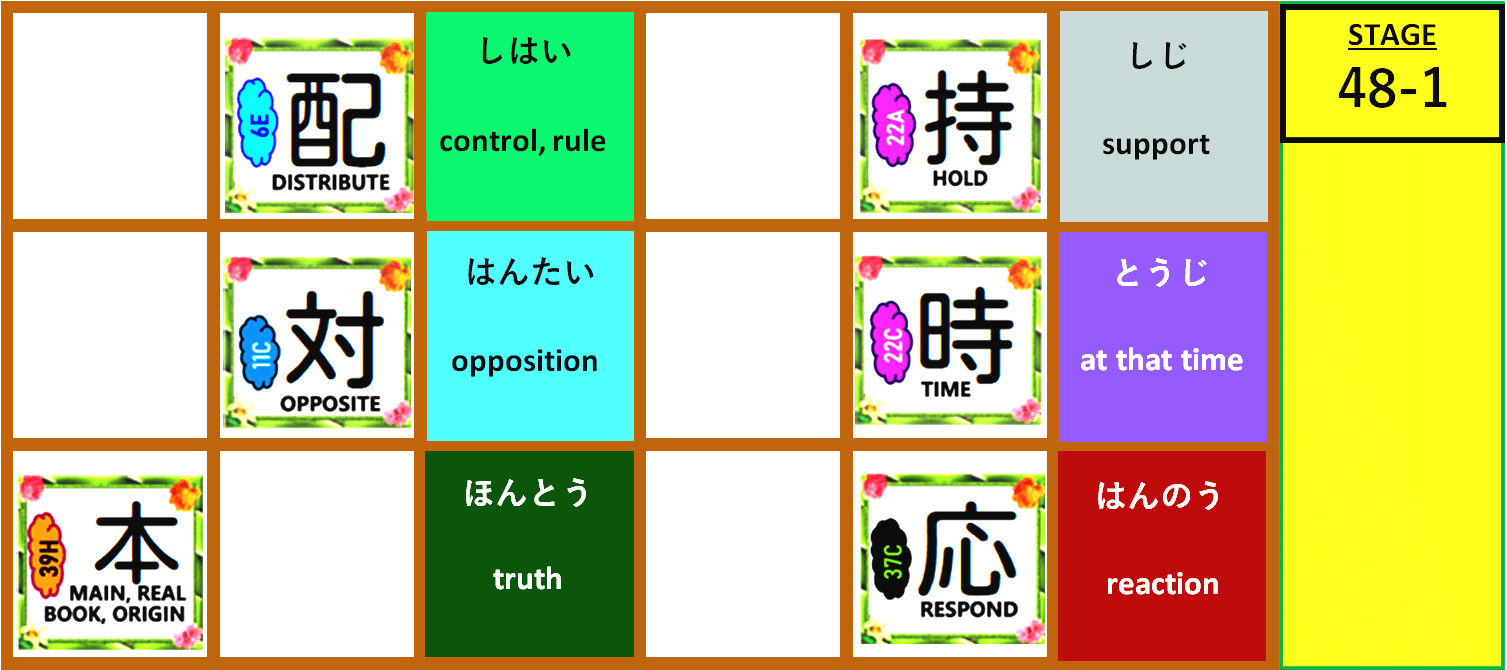 6E
配
DISTRIBUTE
しはい
control, rule
22A
持
HOLD
しじ
support
STAGE
48-1
11C
対
OPPOSITE
はんたい
opposition
22C
時
TIME
とうじ
at that time
39H
本
MAIN, REAL
BOOK, ORIGIN
ほんとう
truth
37C
応
RESPOND
はんのう
reaction